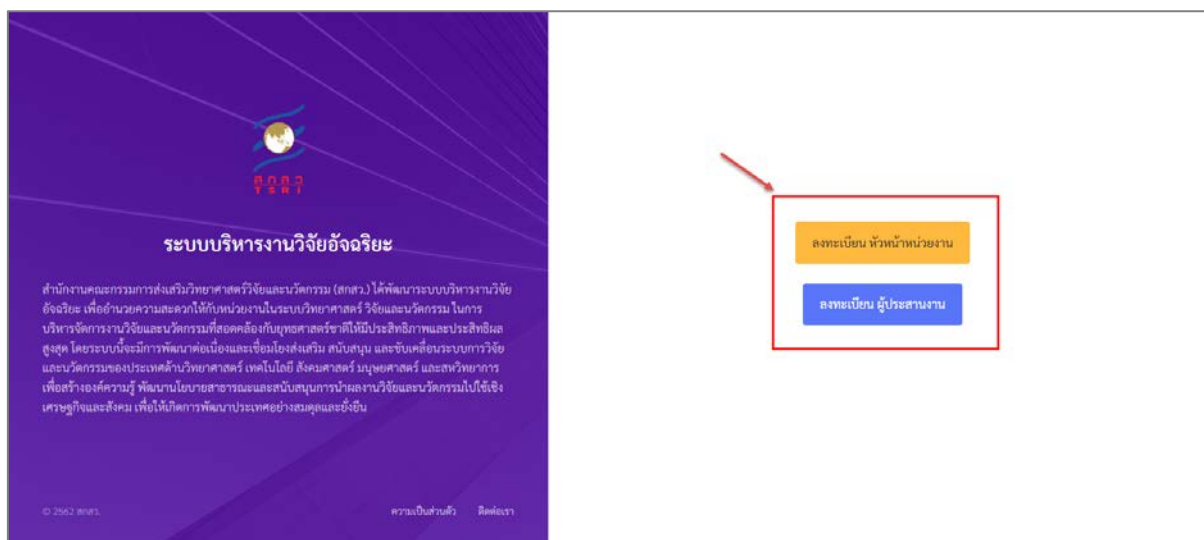 สกสว
TSRI
ระบบบริหารงานวิจัยอัจฉริยะ
สำนักงานคณะกรรมการส่งเสริมวิทยาศาสตร์วิจัยและนวัตกรรม (สกสว.) ได้พัฒนาระบบบริหารงานวิจัย
อัจฉริยะ เพื่ออำนวยความสะดวกให้กับหน่วยงานในระบบวิทยาศาสตร์ วิจัยและนวัตกรรม ในการ
บริหารจัดการงานวิจัยและนวัตกรรมที่สอดคล้องกับยุทธศาสตร์ชาติให้มีประสิทธิภาพและประสิทธิผล
สูงสุด โดยระบบนี้จะมีการพัฒนาต่อเนื่องและเชื่อมโยงส่งเสริม สนับสนุน และขับเคลื่อนระบบการวิจัย
และนวัตกรรมของประเทศด้านวิทยาศาสตร์ เทคโนโลยี สังคมศาสตร์ มนุษยศาสตร์ และสหวิทยาการ
เพื่อสร้างองค์ความรู้ พัฒนานโยบายสาธารณะและสนับสนุนการนำผลงานวิจัยและนวัตกรรมไปใช้เชิง
เศรษฐกิจและสังคม เพื่อให้เกิดการพัฒนาประเทศอย่างสมดุลและยั่งยืน
© 2562 สกสว.
ความเป็นส่วนตัว ติดต่อเรา
ลงทะเบียน หัวหน้าหน่วยงาน
ลงทะเบียน ผู้ประสานงาน